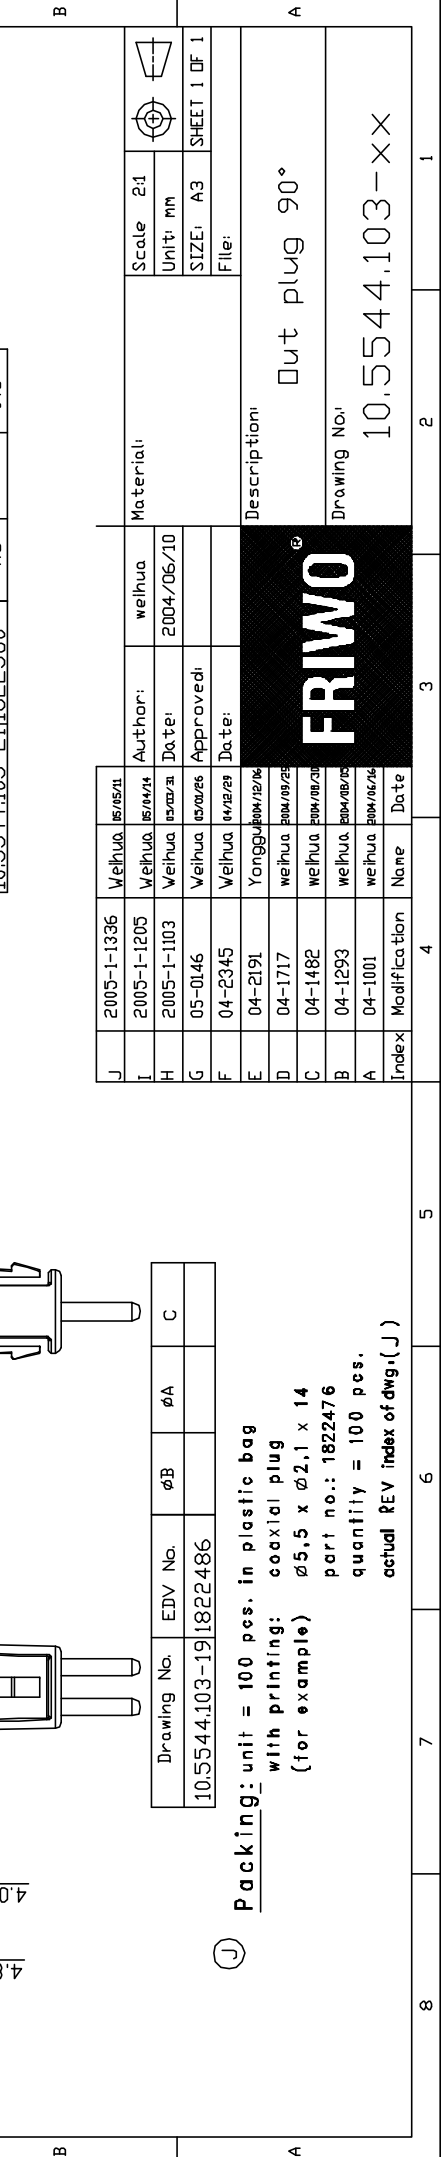 J 2005-1-1336 Weihua 05/05/11
I 2005-1-1205 Weihua 05/04/14
H 2005-1-1103 Weihua 05/03/31
G 05-0146 Weihua 05/01/26
F 04-2345 Weihua 04/12/29
E 04-2191 Yonggui 2004/12/06
D 04-1717 weihua 2004/09/25
C 04-1482 weihua 2004/08/30
B 04-1293 weihua 2004/08/05
A 04-1001 weihua 2004/06/16
Index Modification Name Date
Author: weihua
Date: 2004/06/10
Approved:
Date:
Material:
Scale 2:1
Unit: mm
SIZE: A3 SHEET 1 OF 1
File:
FRIWO®
Description:
Out plug 90°
Drawing No.:
10.5544.103-xx
Drawing No. EDV No. øB øA C
10.5544.103-19 1822486
J
Packing: unit = 100 pcs. in plastic bag
with printing: coaxial plug
(for example) ø5,5 x ø2,1 x 14
part no.: 1822476
quantity = 100 pcs.
actual REV index of dwg:(J)
8 7 6 5 4 3 2 1
B
A
B
A